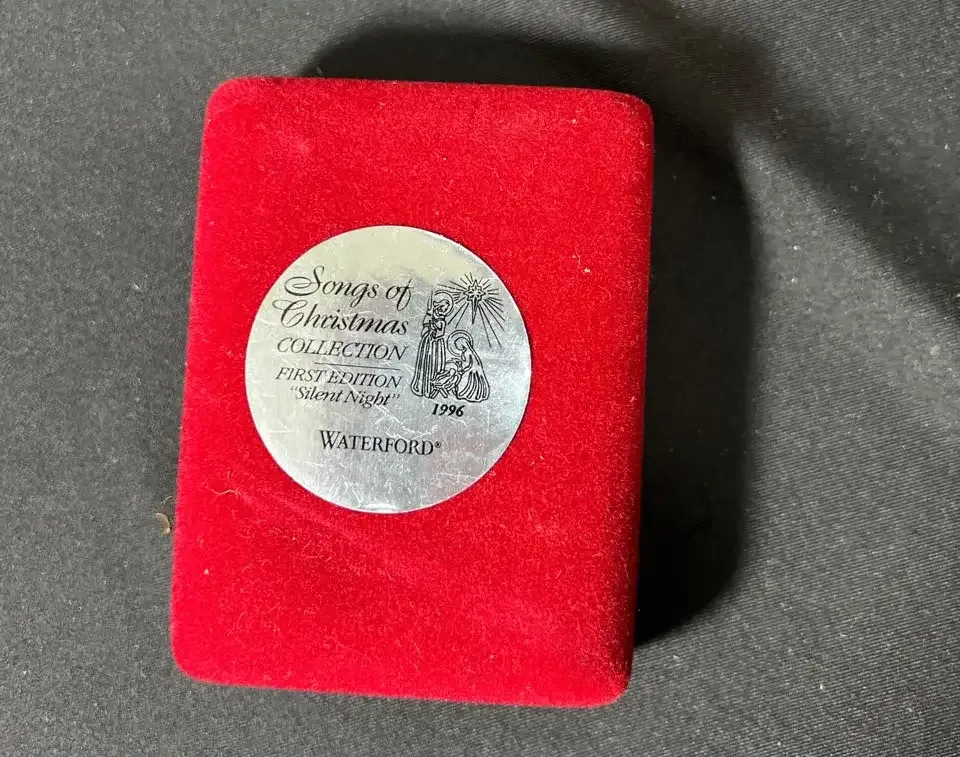 Songs of
Christmas
COLLECTION
FIRST EDITION
"Silent Night"
1996
WATERFORD®